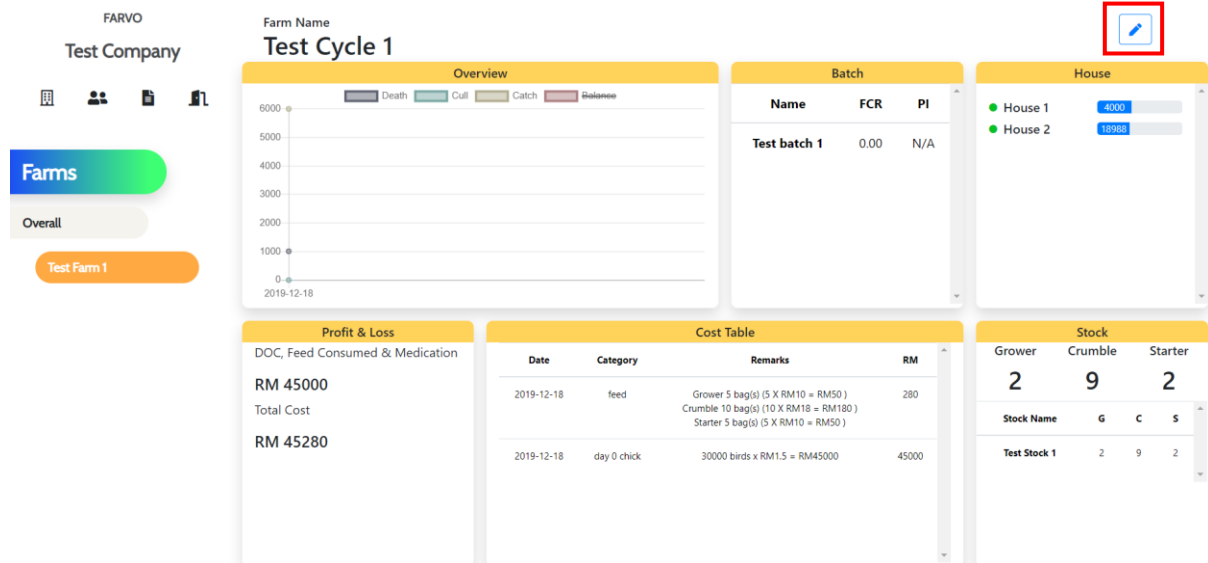 FARVO
Test Company
Farms
Overall
Test Farm 1
Farm Name
Test Cycle 1
Overview
Death Cull Catch Balance
6000
5000
4000
3000
2000
1000
0
2019-12-18
Batch
Name FCR PI
Test batch 1 0.00 N/A
House
House 1 4000
House 2 18988
Profit & Loss
DOC, Feed Consumed & Medication
RM 45000
Total Cost
RM 45280
Cost Table
Date Category Remarks RM
2019-12-18 feed Grower 5 bag(s) (5 X RM10 = RM50 ) 280
Crumble 10 bag(s) (10 X RM18 = RM180 )
Starter 5 bag(s) (5 X RM10 = RM50 )
2019-12-18 day 0 chick 30000 birds x RM1.5 = RM45000 45000
Stock
Grower Crumble Starter
2 9 2
Stock Name G C S
Test Stock 1 2 9 2